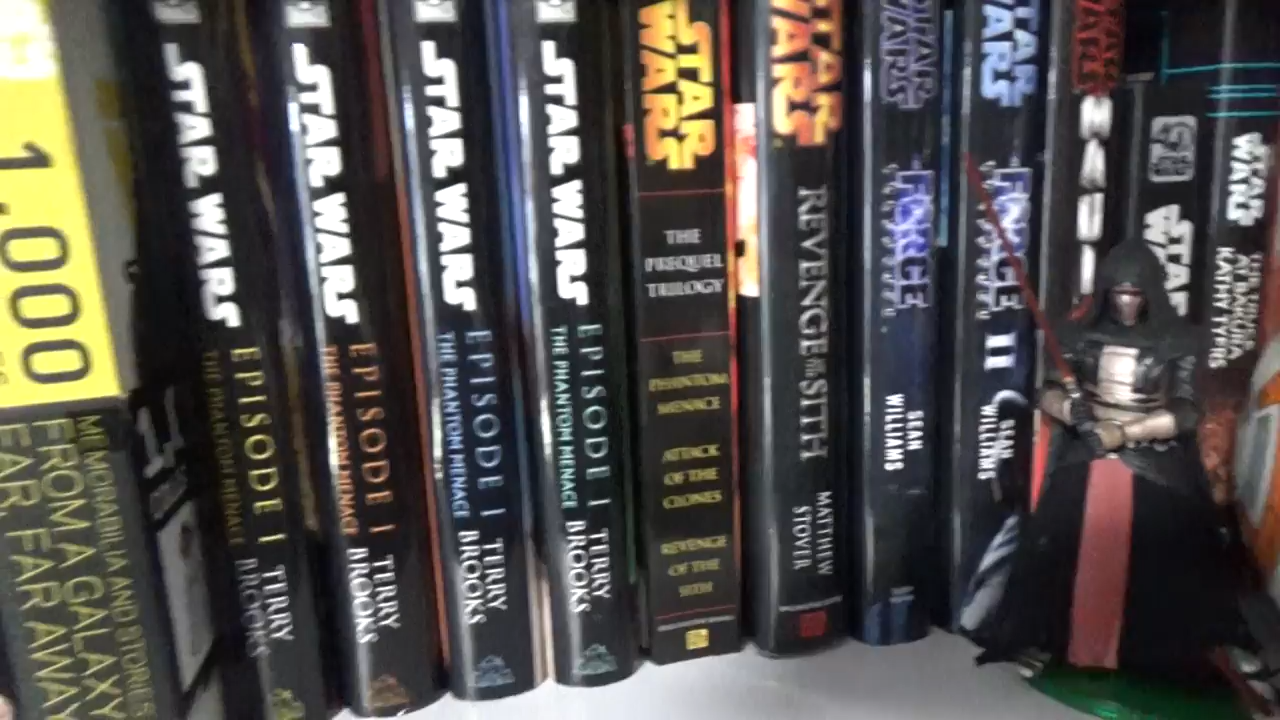 1,000
MEMORABILIA AND STORIES
FROM A GALAXY
FAR, FAR AWAY
STAR WARS
EPISODE I
THE PHANTOM MENACE
TERRY
BROOKS
STAR WARS
EPISODE I
THE PHANTOM MENACE
TERRY
BROOKS
STAR WARS
EPISODE I
THE PHANTOM MENACE
TERRY
BROOKS
STAR WARS
EPISODE I
THE PHANTOM MENACE
TERRY
BROOKS
STAR
WARS
THE
PREQUEL
TRILOGY
THE
PHANTOM
MENACE
ATTACK
OF THE
CLONES
REVENGE
OF THE
SITH
STAR
WARS
REVENGE OF THE SITH
MATTHEW
STOVER
STAR
WARS
FORCE
SEAN
WILLIAMS
STAR
WARS
FORCE
II
SEAN
WILLIAMS
MAUL
STAR
STAR
WARS
KATHY TYERS